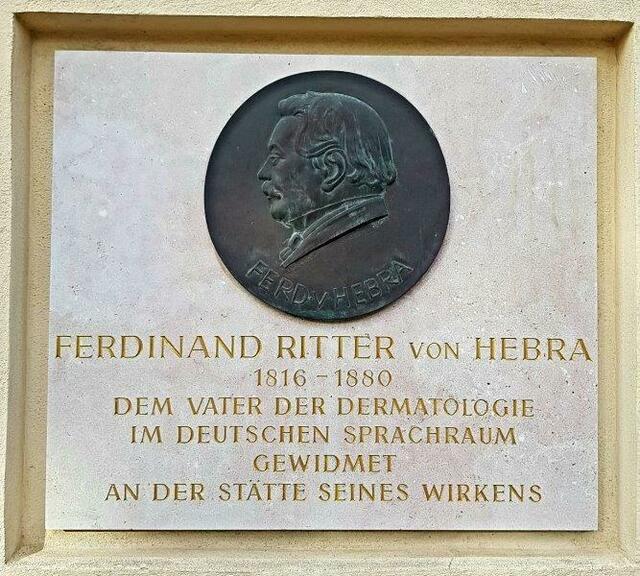 FERD·V·HEBRA
FERDINAND RITTER VON HEBRA
1816 – 1880
DEM VATER DER DERMATOLOGIE
IM DEUTSCHEN SPRACHRAUM
GEWIDMET
AN DER STÄTTE SEINES WIRKENS